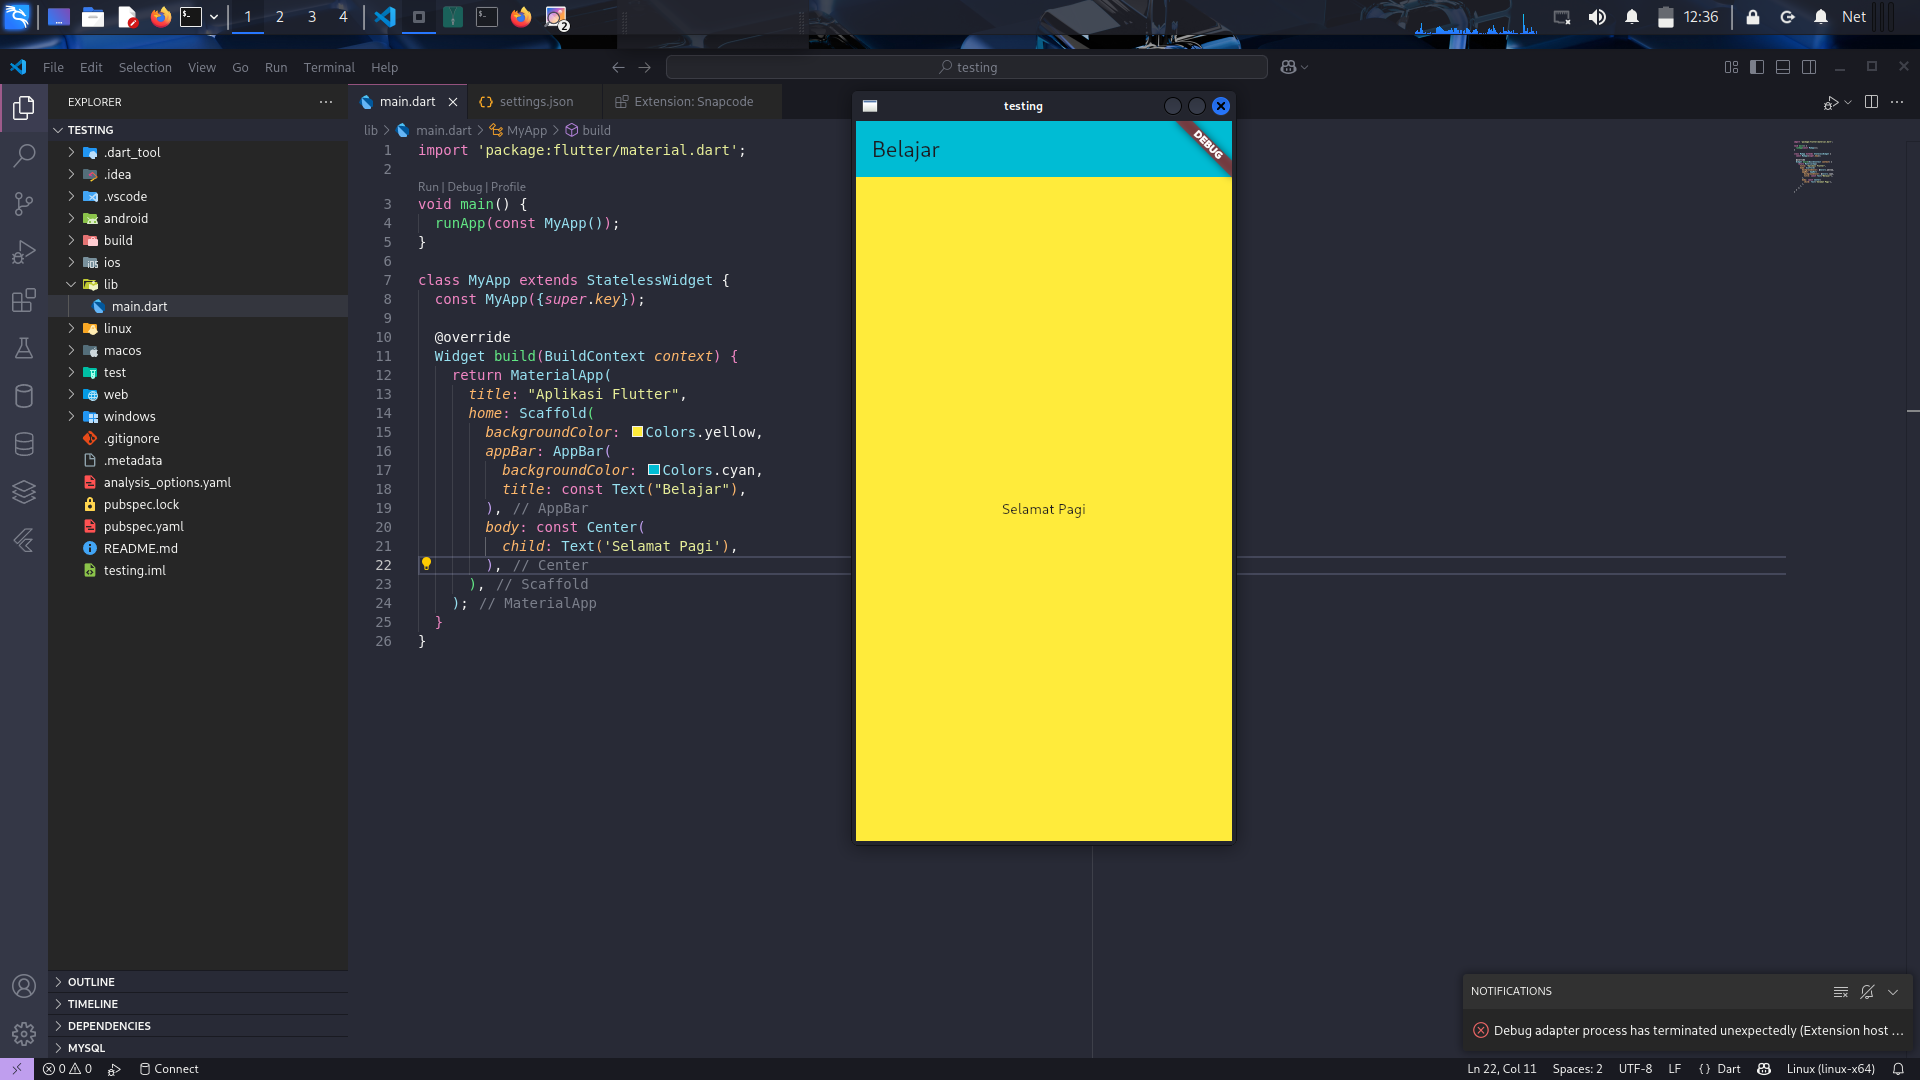 1 2 3 4
2
12:36
Net
File Edit Selection View Go Run Terminal Help
testing
EXPLORER
main.dart
settings.json
Extension: Snapcode
TESTING
.dart_tool
.idea
.vscode
android
build
ios
lib
main.dart
linux
macos
test
web
windows
.gitignore
.metadata
analysis_options.yaml
pubspec.lock
pubspec.yaml
README.md
testing.iml
OUTLINE
TIMELINE
DEPENDENCIES
MYSQL
lib > main.dart > MyApp > build
1 import 'package:flutter/material.dart';
2
Run | Debug | Profile
3 void main() {
4 runApp(const MyApp());
5 }
6
7 class MyApp extends StatelessWidget {
8 const MyApp({super.key});
9
10 @override
11 Widget build(BuildContext context) {
12 return MaterialApp(
13 title: "Aplikasi Flutter",
14 home: Scaffold(
15 backgroundColor: Colors.yellow,
16 appBar: AppBar(
17 backgroundColor: Colors.cyan,
18 title: const Text("Belajar"),
19 ), // AppBar
20 body: const Center(
21 child: Text('Selamat Pagi'),
22 ), // Center
23 ), // Scaffold
24 ); // MaterialApp
25 }
26 }
testing
Belajar
DEBUG
Selamat Pagi
NOTIFICATIONS
Debug adapter process has terminated unexpectedly (Extension host ...
0 0
Connect
Ln 22, Col 11
Spaces: 2
UTF-8
LF
{ } Dart
Linux (linux-x64)